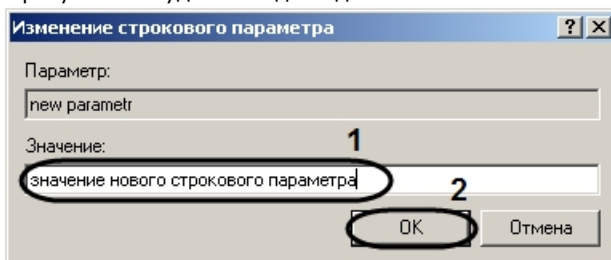 Изменение строкового параметра
Параметр:
new parametr
Значение:
1
значение нового строкового параметра
2
OK Отмена